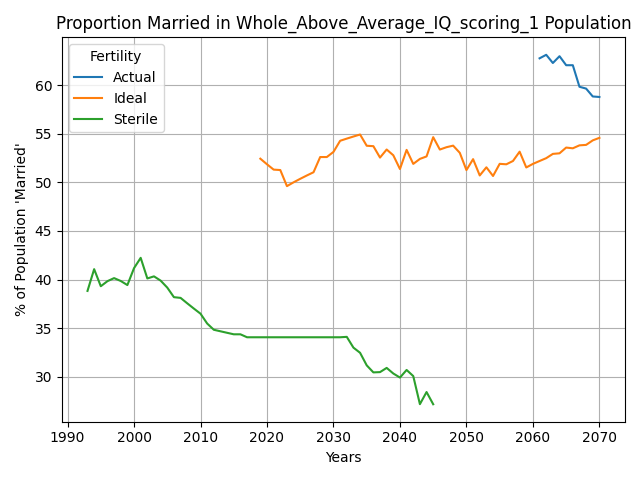 Proportion Married in Whole_Above_Average_IQ_scoring_1 Population
Fertility
Actual
Ideal
Sterile
% of Population 'Married'
60
55
50
45
40
35
30
1990
2000
2010
2020
2030
2040
2050
2060
2070
Years